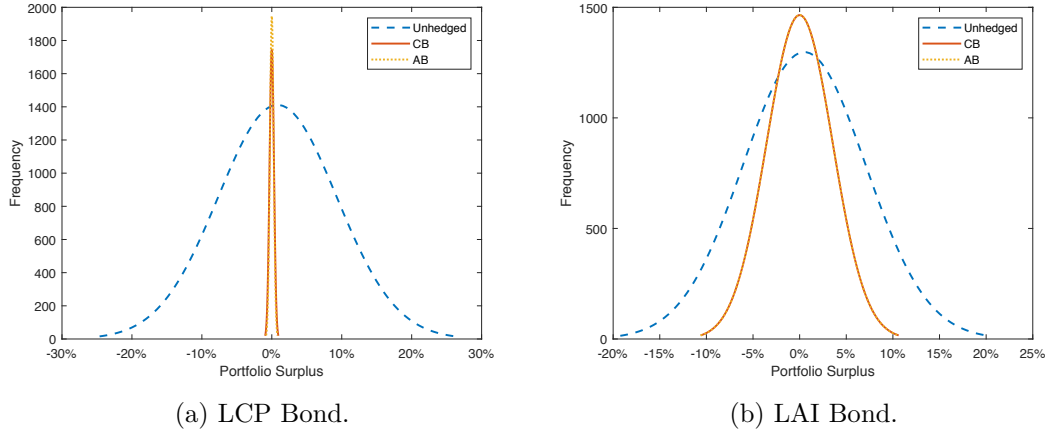 2000
1800
1600
1400
1200
1000
800
600
400
200
0
Frequency
-30% -20% -10% 0% 10% 20% 30%
Portfolio Surplus
Unhedged
CB
AB
(a) LCP Bond.
1500
1000
500
0
Frequency
-20% -15% -10% -5% 0% 5% 10% 15% 20% 25%
Portfolio Surplus
Unhedged
CB
AB
(b) LAI Bond.